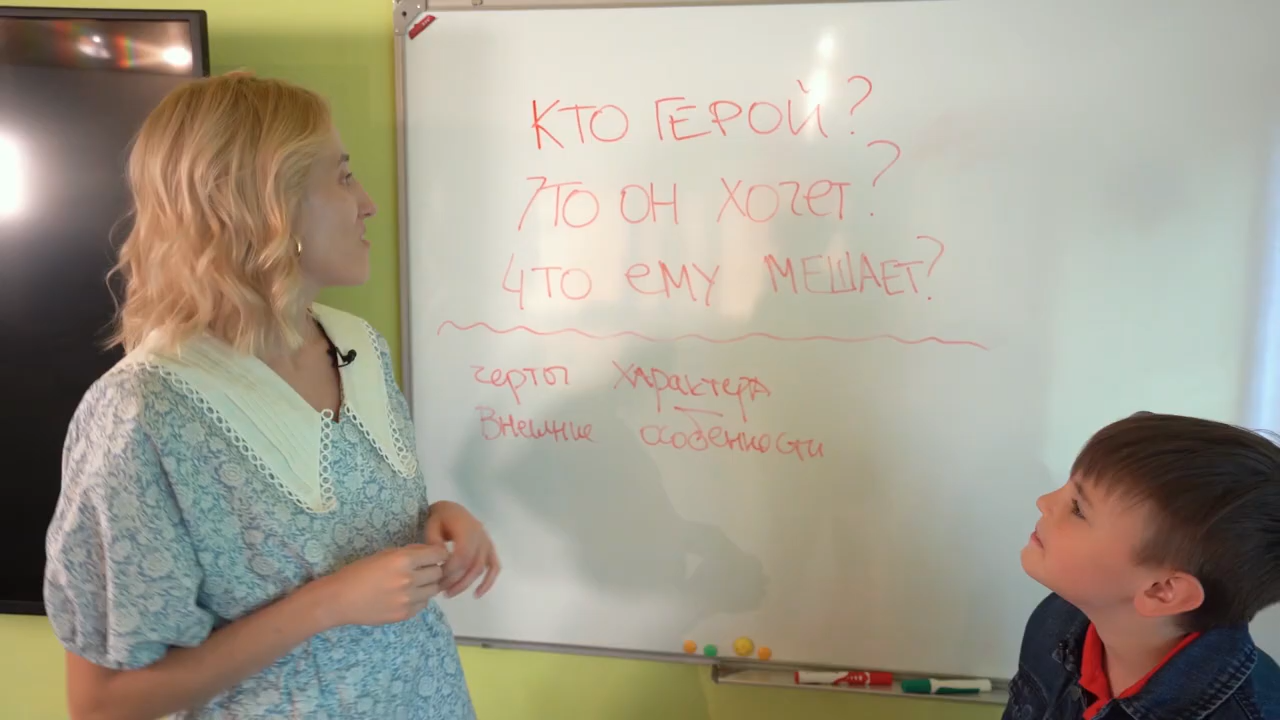 КТО ГЕРОЙ?
ЧТО ОН ХОЧЕТ?
ЧТО ЕМУ МЕШАЕТ?
черты характера
Внешние особенности